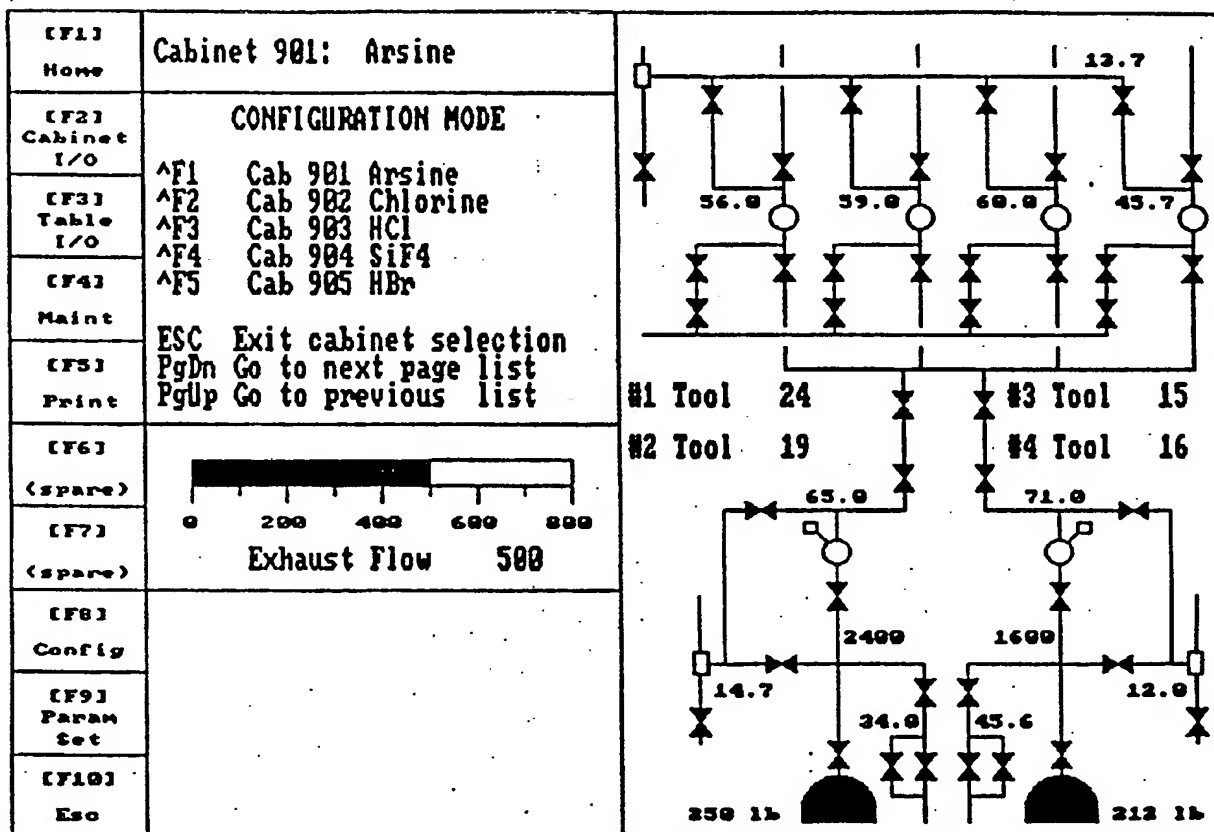 [F1]
Home
[F2]
Cabinet
I/O
[F3]
Table
I/O
[F4]
Maint
[F5]
Print
[F6]
(spare)
[F7]
(spare)
[F8]
Config
[F9]
Param
Set
[F10]
Esc
Cabinet 901: Arsine
CONFIGURATION MODE
^F1 Cab 901 Arsine
^F2 Cab 902 Chlorine
^F3 Cab 903 HCl
^F4 Cab 904 SiF4
^F5 Cab 905 HBr
ESC Exit cabinet selection
PgDn Go to next page list
PgUp Go to previous list
0 200 400 600 800
Exhaust Flow 500
13.7
56.0 59.0 60.0 45.7
#1 Tool 24 #3 Tool 15
#2 Tool 19 #4 Tool 16
65.0 71.0
2400 1600
14.7 12.0
34.0 45.6
250 lb 212 lb